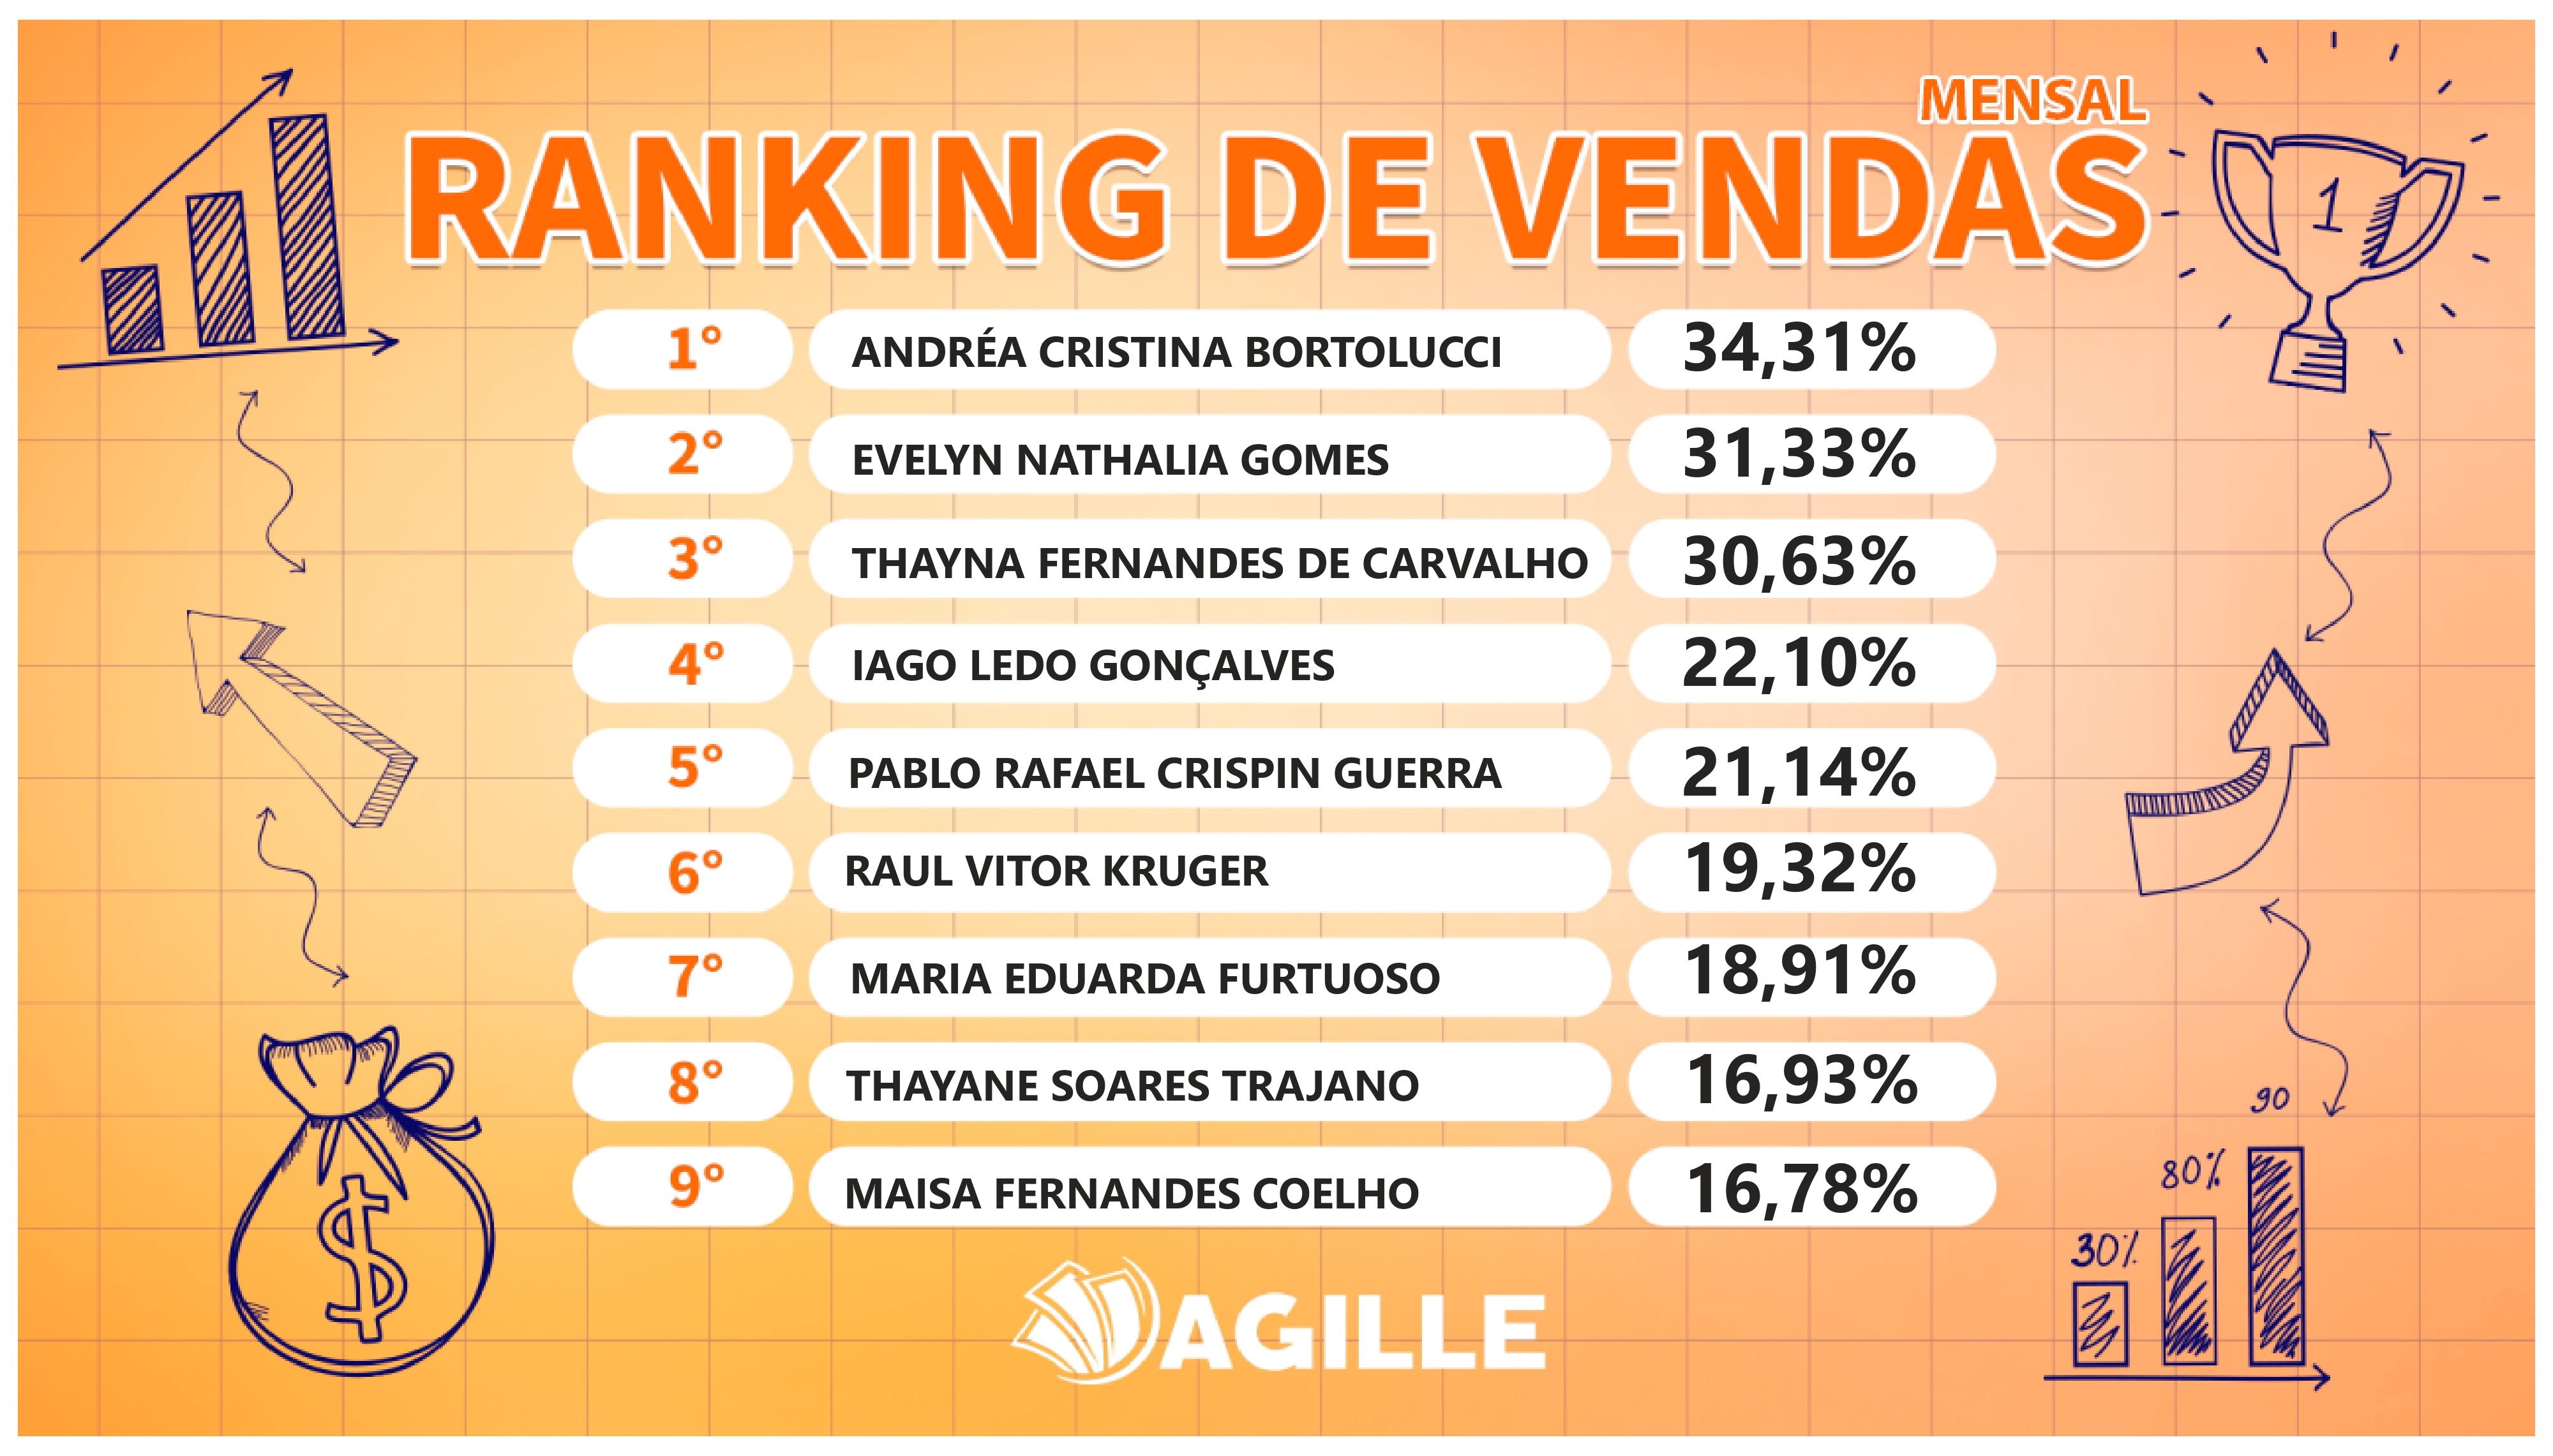 MENSAL
RANKING DE VENDAS
1
1° ANDRÉA CRISTINA BORTOLUCCI 34,31%
2° EVELYN NATHALIA GOMES 31,33%
3° THAYNA FERNANDES DE CARVALHO 30,63%
4° IAGO LEDO GONÇALVES 22,10%
5° PABLO RAFAEL CRISPIN GUERRA 21,14%
6° RAUL VITOR KRUGER 19,32%
7° MARIA EDUARDA FURTUOSO 18,91%
8° THAYANE SOARES TRAJANO 16,93%
9° MAISA FERNANDES COELHO 16,78%
$
90
80%
30%
AGILLE